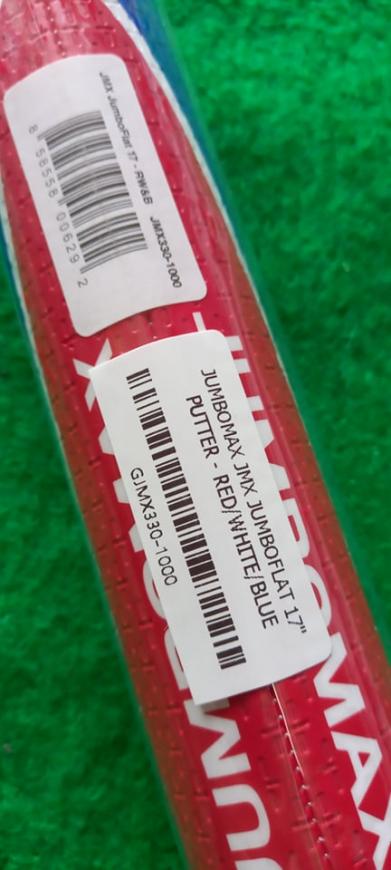 JMX JumboFlat 17 - RW&B JMX330-1000
8 58558 00629 2
JUMBOMAX JMX JUMBOFLAT 17"
PUTTER - RED/WHITE/BLUE
GJMX330-1000
JUMBOMAX
JUMBOMAX